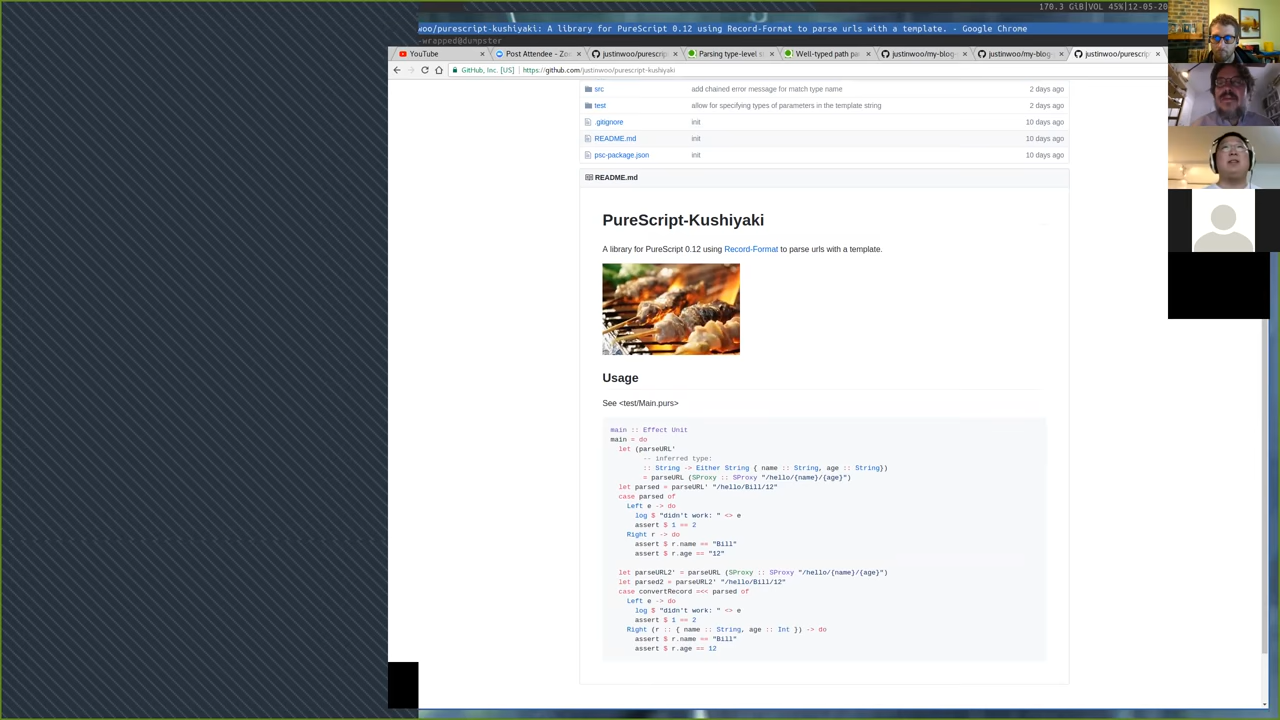 170.3 GiB|VOL 45%|12-05-20
woo/purescript-kushiyaki: A library for PureScript 0.12 using Record-Format to parse urls with a template. - Google Chrome
-wrapped@dumpster
YouTube
Post Attendee - Zo
justinwoo/purescrip
Parsing type-level s
Well-typed path pa
justinwoo/my-blog-
justinwoo/my-blog-
justinwoo/purescrip
GitHub, Inc. [US]
https://github.com/justinwoo/purescript-kushiyaki
src add chained error message for match type name 2 days ago
test allow for specifying types of parameters in the template string 2 days ago
.gitignore init 10 days ago
README.md init 10 days ago
psc-package.json init 10 days ago
README.md
PureScript-Kushiyaki
A library for PureScript 0.12 using Record-Format to parse urls with a template.
Usage
See <test/Main.purs>
main :: Effect Unit
main = do
  let (parseURL'
        -- inferred type:
        :: String -> Either String { name :: String, age :: String})
        = parseURL (SProxy :: SProxy "/hello/{name}/{age}")
  let parsed = parseURL' "/hello/Bill/12"
  case parsed of
    Left e -> do
      log $ "didn't work: " <> e
      assert $ 1 == 2
    Right r -> do
      assert $ r.name == "Bill"
      assert $ r.age == "12"
  let parseURL2' = parseURL (SProxy :: SProxy "/hello/{name}/{age}")
  let parsed2 = parseURL2' "/hello/Bill/12"
  case convertRecord =<< parsed of
    Left e -> do
      log $ "didn't work: " <> e
      assert $ 1 == 2
    Right (r :: { name :: String, age :: Int }) -> do
      assert $ r.name == "Bill"
      assert $ r.age == 12